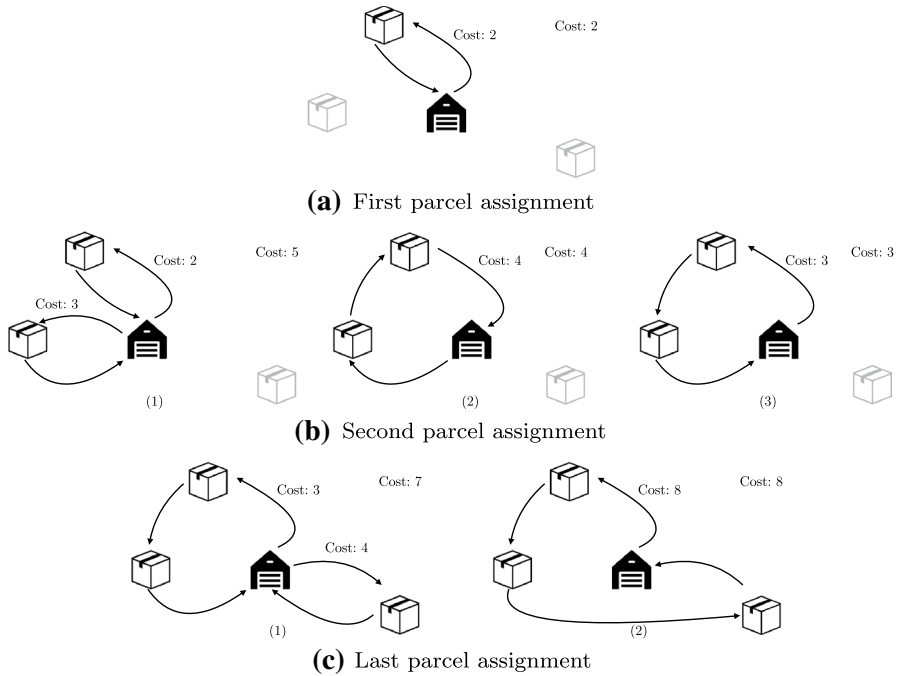 Cost: 2
Cost: 2
(a) First parcel assignment
Cost: 5
Cost: 2
Cost: 3
(1)
Cost: 4
Cost: 4
(2)
Cost: 3
Cost: 3
(3)
(b) Second parcel assignment
Cost: 7
Cost: 3
Cost: 4
(1)
Cost: 8
Cost: 8
(2)
(c) Last parcel assignment